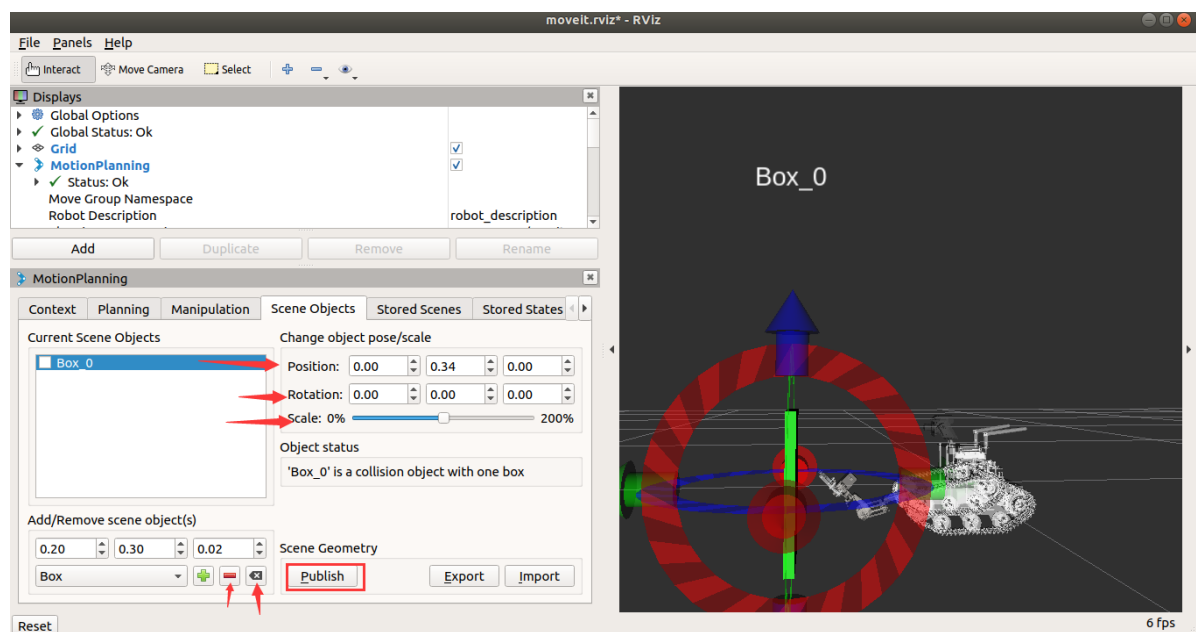 moveit.rviz* - RViz
File Panels Help
Interact Move Camera Select
Displays
Global Options
Global Status: Ok
Grid
MotionPlanning
Status: Ok
Move Group Namespace
Robot Description robot_description
Add Duplicate Remove Rename
MotionPlanning
Context Planning Manipulation Scene Objects Stored Scenes Stored States
Current Scene Objects
Box_0
Change object pose/scale
Position: 0.00 0.34 0.00
Rotation: 0.00 0.00 0.00
Scale: 0% 200%
Object status
'Box_0' is a collision object with one box
Add/Remove scene object(s)
0.20 0.30 0.02
Box
Scene Geometry
Publish Export Import
Reset
Box_0
6 fps